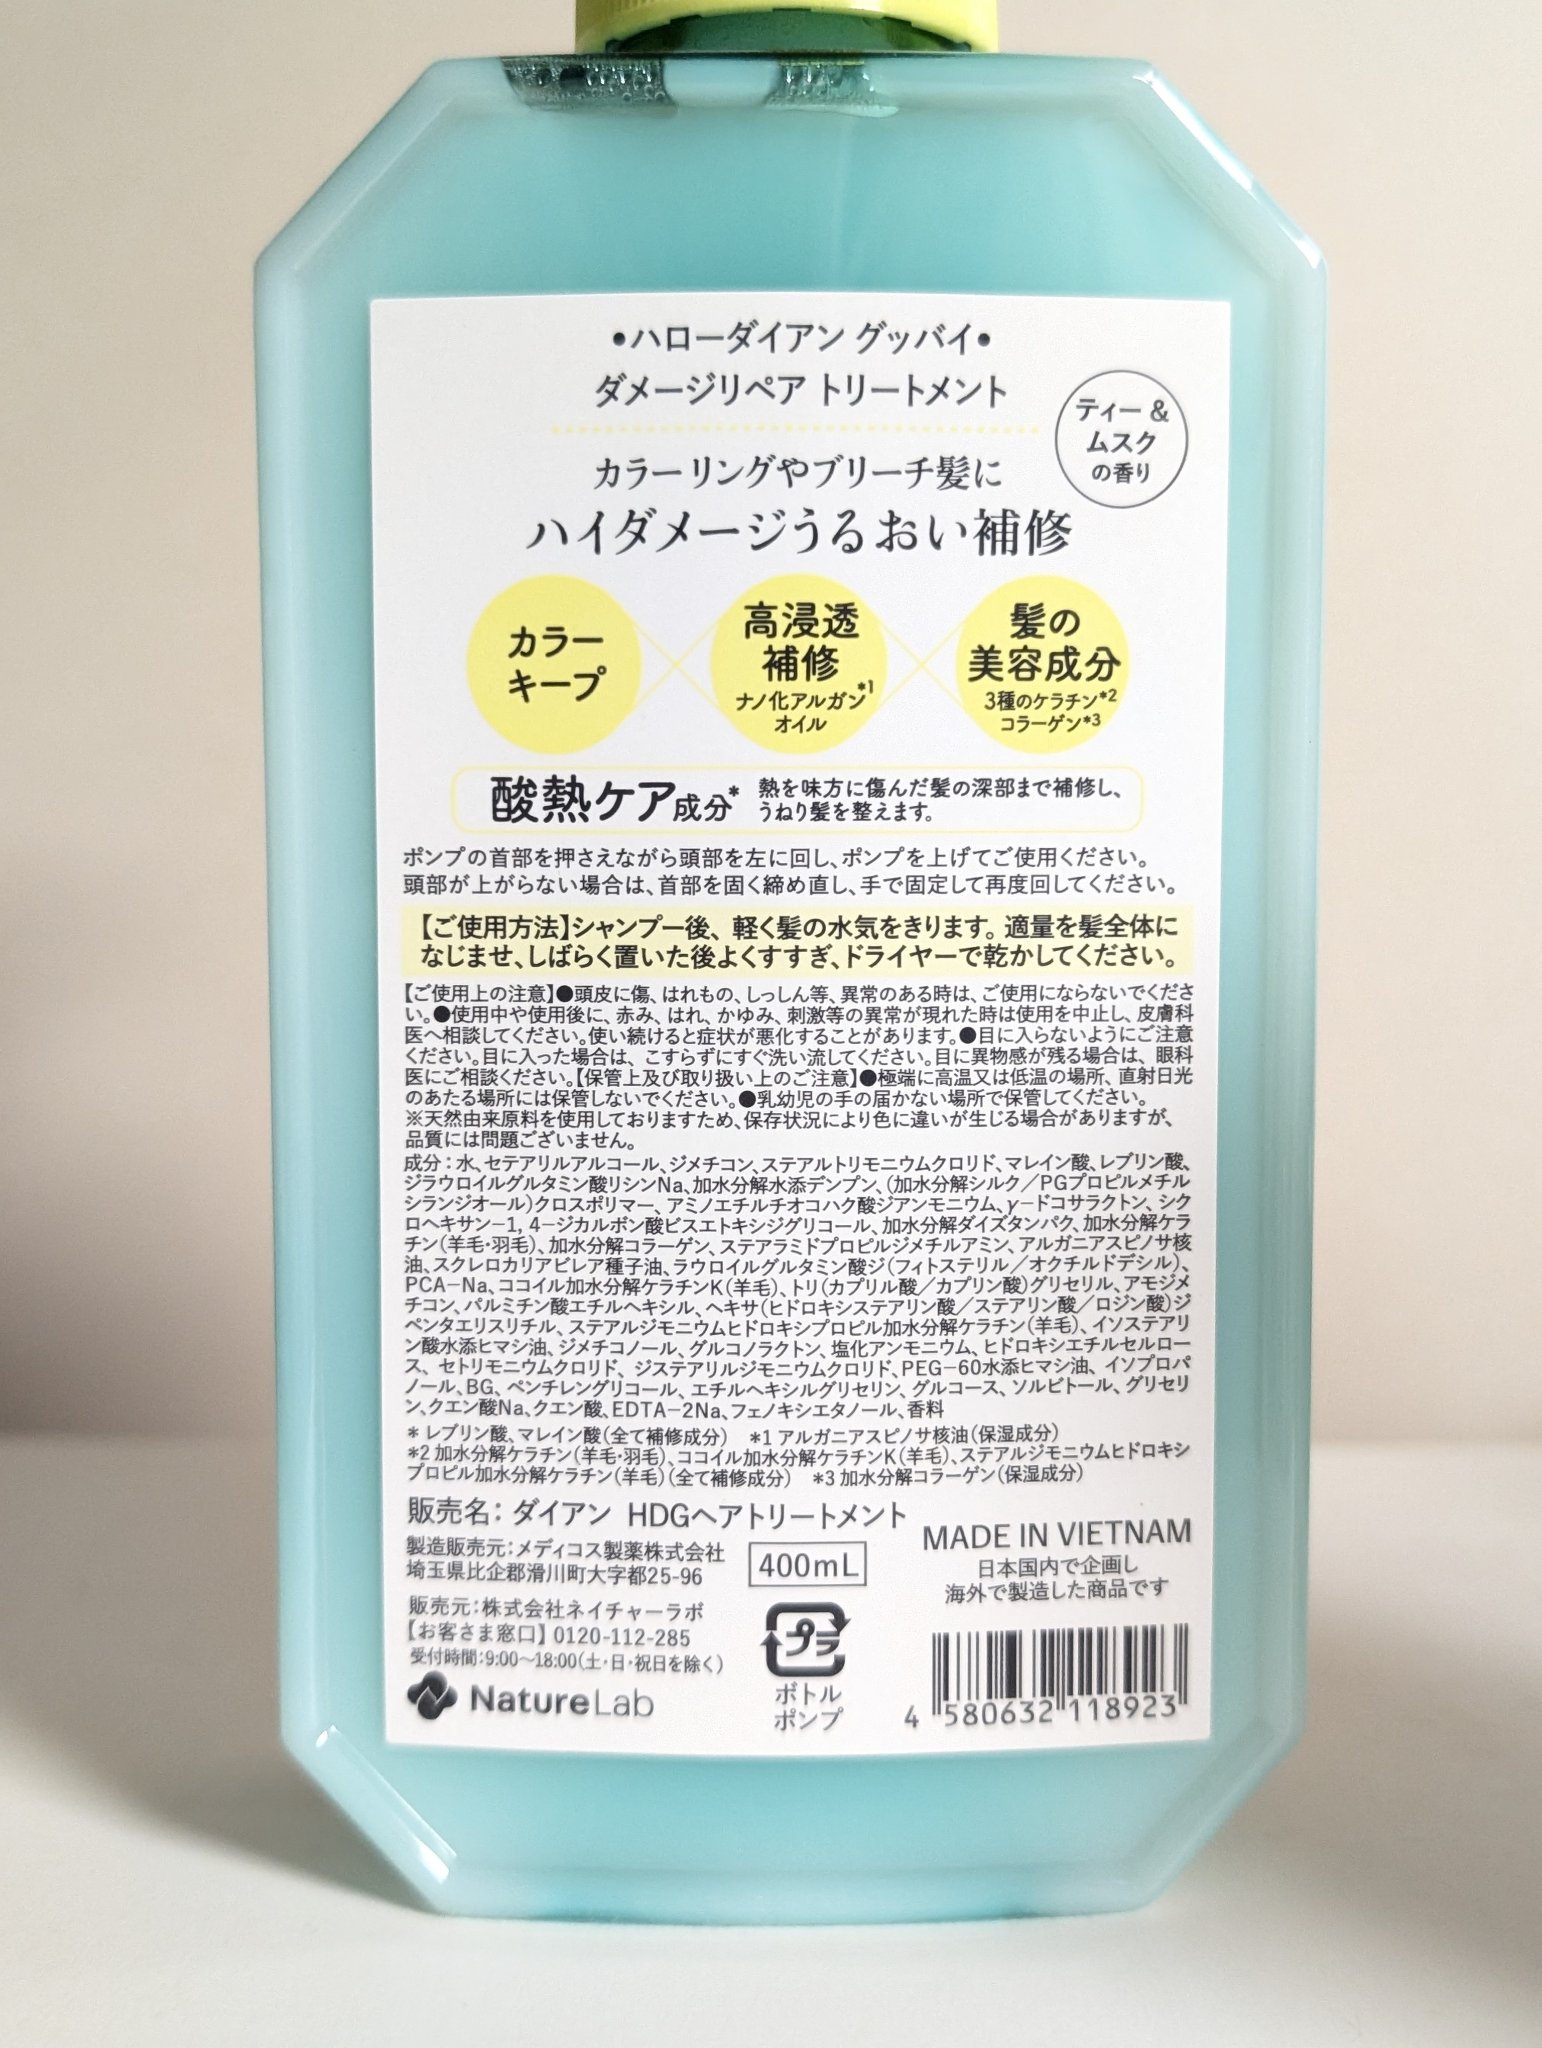 •ハローダイアン グッバイ•
ダメージリペア トリートメント
ティー &
ムスク
の香り
カラーリングやブリーチ髪に
ハイダメージうるおい補修
カラー
キープ
高浸透
補修
ナノ化アルガン*1
オイル
髪の
美容成分
3種のケラチン*2
コラーゲン*3
酸熱ケア成分* 熱を味方に傷んだ髪の深部まで補修し、
うねり髪を整えます。
ポンプの首部を押さえながら頭部を左に回し、ポンプを上げてご使用ください。
頭部が上がらない場合は、首部を固く締め直し、手で固定して再度回してください。
【ご使用方法】シャンプー後、軽く髪の水気をきります。適量を髪全体に
なじませ、しばらく置いた後よくすすぎ、ドライヤーで乾かしてください。
【ご使用上の注意】●頭皮に傷、はれもの、しっしん等、異常のある時は、ご使用にならないでくださ
い。●使用中や使用後に、赤み、はれ、かゆみ、刺激等の異常が現れた時は使用を中止し、皮膚科
医へ相談してください。使い続けると症状が悪化することがあります。●目に入らないようにご注意
ください。目に入った場合は、こすらずにすぐ洗い流してください。目に異物感が残る場合は、眼科
医にご相談ください。【保管上及び取り扱い上のご注意】●極端に高温又は低温の場所、直射日光
のあたる場所には保管しないでください。●乳幼児の手の届かない場所で保管してください。
※天然由来原料を使用しておりますため、保存状況により色に違いが生じる場合がありますが、
品質には問題ございません。
成分：水、セテアリルアルコール、ジメチコン、ステアルトリモニウムクロリド、マレイン酸、レブリン酸、
ジラウロイルグルタミン酸リシンNa、加水分解水添デンプン、(加水分解シルク／PGプロピルメチル
シランジオール)クロスポリマー、アミノエチルチオコハク酸ジアンモニウム、γ－ドコサラクトン、シク
ロヘキサン－1, 4－ジカルボン酸ビスエトキシジグリコール、加水分解ダイズタンパク、加水分解ケラ
チン(羊毛・羽毛)、加水分解コラーゲン、ステアラミドプロピルジメチルアミン、アルガニアスピノサ核
油、スクレロカリアビレア種子油、ラウロイルグルタミン酸ジ(フィトステリル／オクチルドデシル)、
PCA－Na、ココイル加水分解ケラチンK(羊毛)、トリ(カプリル酸／カプリン酸)グリセリル、アモジメ
チコン、パルミチン酸エチルヘキシル、ヘキサ(ヒドロキシステアリン酸／ステアリン酸／ロジン酸)ジ
ペンタエリスリチル、ステアルジモニウムヒドロキシプロピル加水分解ケラチン(羊毛)、イソステアリ
ン酸水添ヒマシ油、ジメチコノール、グルコノラクトン、塩化アンモニウム、ヒドロキシエチルセルロー
ス、セトリモニウムクロリド、ジステアリルジモニウムクロリド、PEG－60水添ヒマシ油、イソプロパ
ノール、BG、ペンチレングリコール、エチルヘキシルグリセリン、グルコース、ソルビトール、グリセリ
ン、クエン酸Na、クエン酸、EDTA－2Na、フェノキシエタノール、香料
* レブリン酸、マレイン酸(全て補修成分) *1 アルガニアスピノサ核油(保湿成分)
*2 加水分解ケラチン(羊毛・羽毛)、ココイル加水分解ケラチンK(羊毛)、ステアルジモニウムヒドロキシ
プロピル加水分解ケラチン(羊毛)(全て補修成分) *3 加水分解コラーゲン(保湿成分)
販売名：ダイアン HDGヘアトリートメント
製造販売元：メディコス製薬株式会社
埼玉県比企郡滑川町大字都25-96
400mL
MADE IN VIETNAM
日本国内で企画し
海外で製造した商品です
販売元：株式会社ネイチャーラボ
【お客さま窓口】0120-112-285
受付時間：9:00～18:00(土・日・祝日を除く)
NatureLab
プラ
ボトル
ポンプ
4 580632 118923